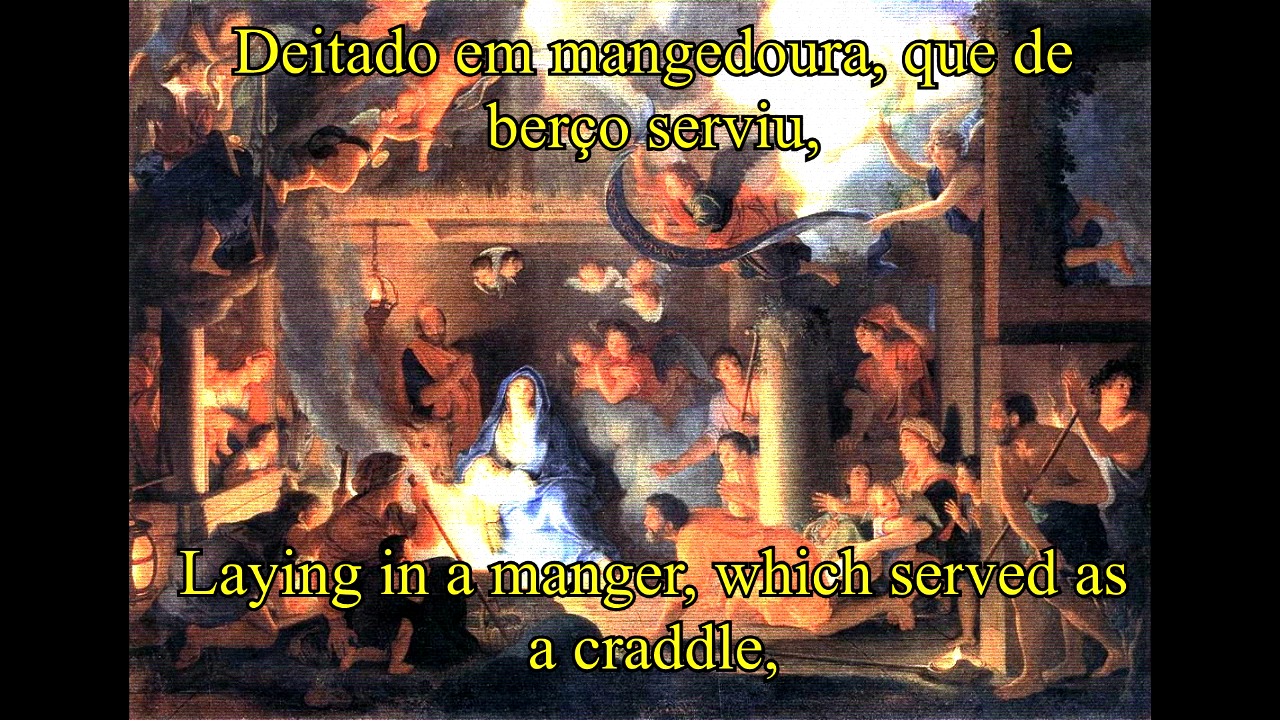 Deitado em mangedoura, que de
berço serviu,
Laying in a manger, which served as
a craddle,